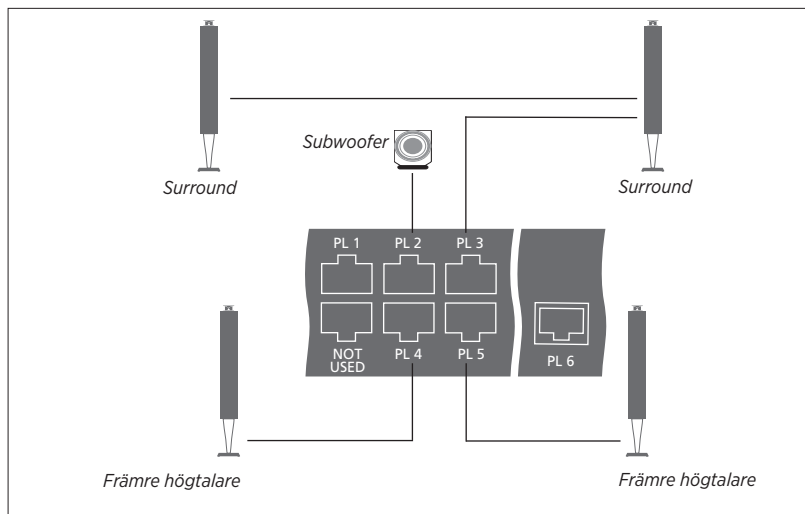 Subwoofer
Surround
Surround
PL 1
PL 2
PL 3
NOT
USED
PL 4
PL 5
PL 6
Främre högtalare
Främre högtalare